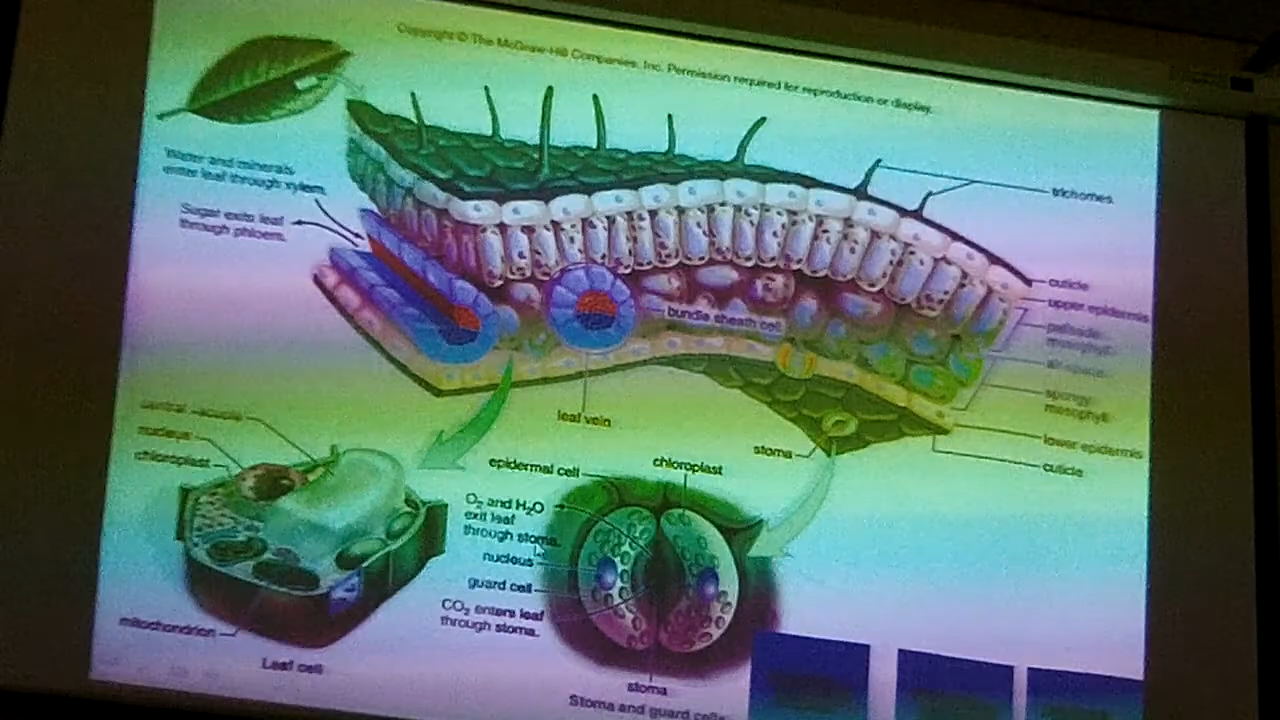 Copyright © The McGraw-Hill Companies, Inc. Permission required for reproduction or display.
Water and minerals
enter leaf through xylem.
Sugar exits leaf
through phloem.
trichomes
cuticle
upper epidermis
palisade
mesophyll
air space
spongy
mesophyll
bundle sheath cell
leaf vein
lower epidermis
cuticle
stoma
central vacuole
nucleus
chloroplast
mitochondrion
Leaf cell
epidermal cell
chloroplast
O₂ and H₂O
exit leaf
through stoma.
nucleus
guard cell
CO₂ enters leaf
through stoma.
stoma
Stoma and guard cells